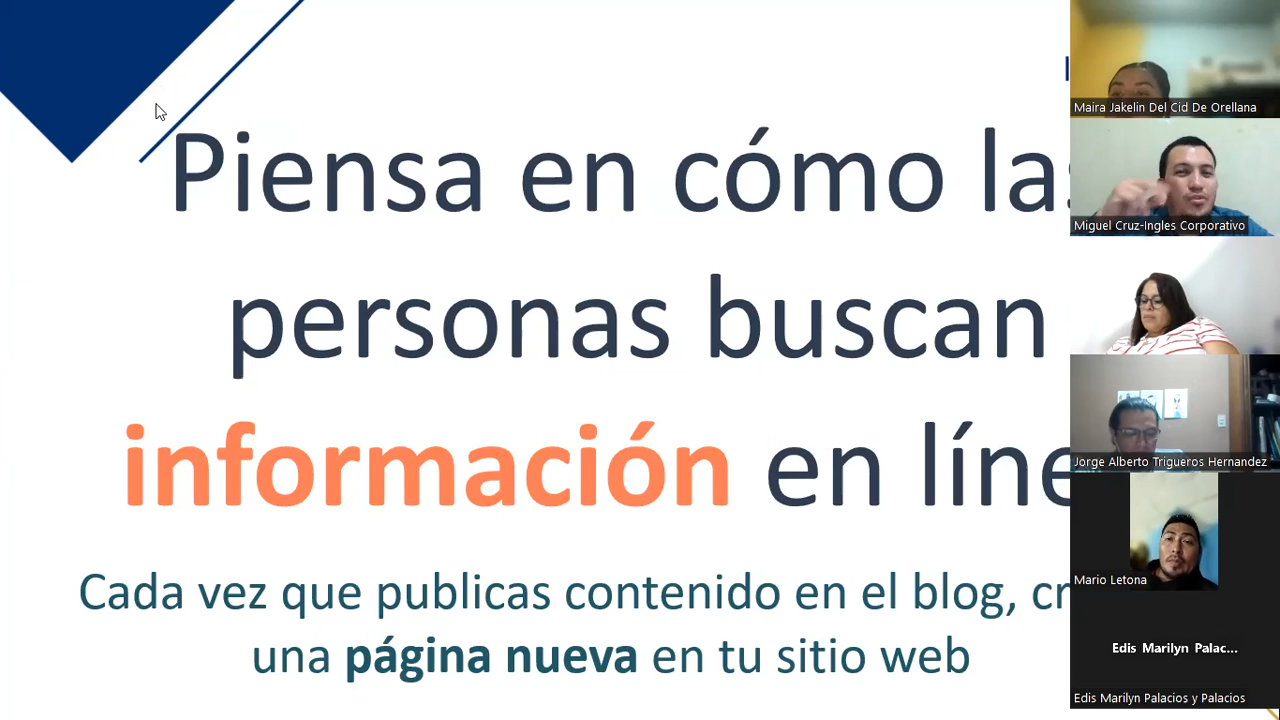 Piensa en cómo las
personas buscan
información en líne
Cada vez que publicas contenido en el blog, cr
una página nueva en tu sitio web
Maira Jakelin Del Cid De Orellana
Miguel Cruz-Ingles Corporativo
Jorge Alberto Trigueros Hernandez
Mario Letona
Edis Marilyn Palac...
Edis Marilyn Palacios y Palacios